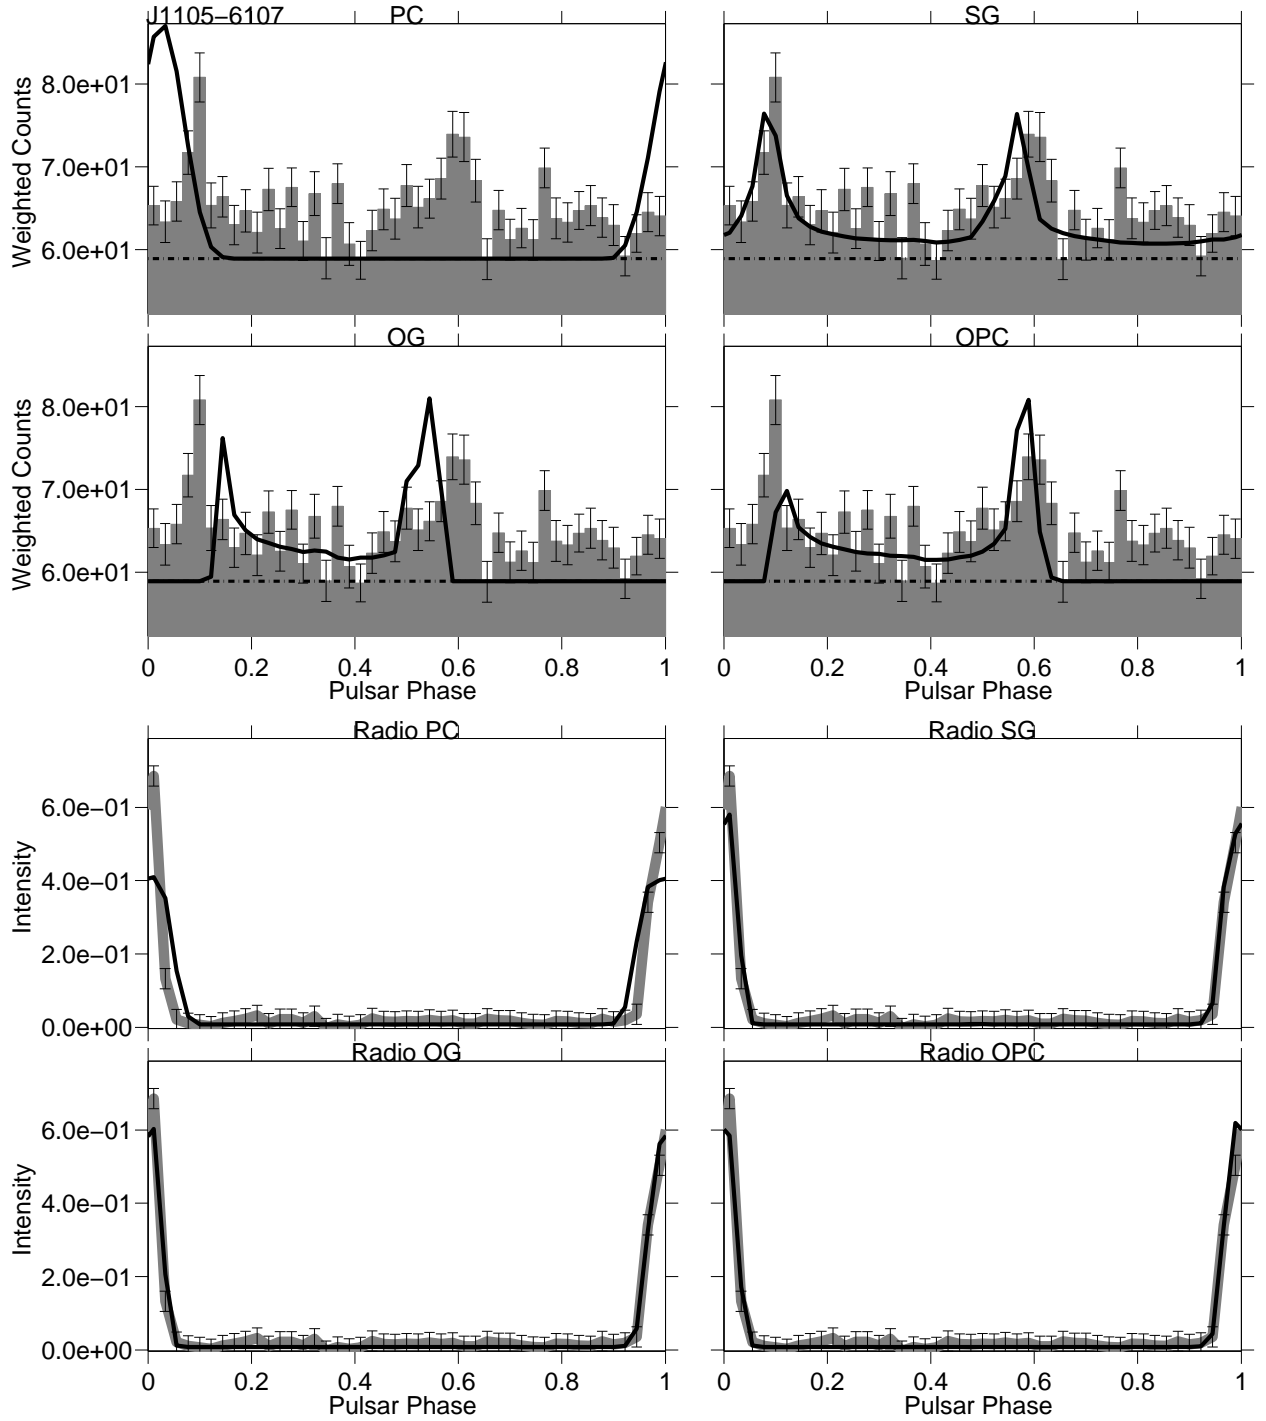 J1105−6107 PC SG
Weighted Counts
8.0e+01
7.0e+01
6.0e+01
OG OPC
Weighted Counts
8.0e+01
7.0e+01
6.0e+01
0 0.2 0.4 0.6 0.8 1 0 0.2 0.4 0.6 0.8 1
Pulsar Phase Pulsar Phase
Radio PC Radio SG
Intensity
6.0e−01
4.0e−01
2.0e−01
0.0e+00
Radio OG Radio OPC
Intensity
6.0e−01
4.0e−01
2.0e−01
0.0e+00
0 0.2 0.4 0.6 0.8 1 0 0.2 0.4 0.6 0.8 1
Pulsar Phase Pulsar Phase